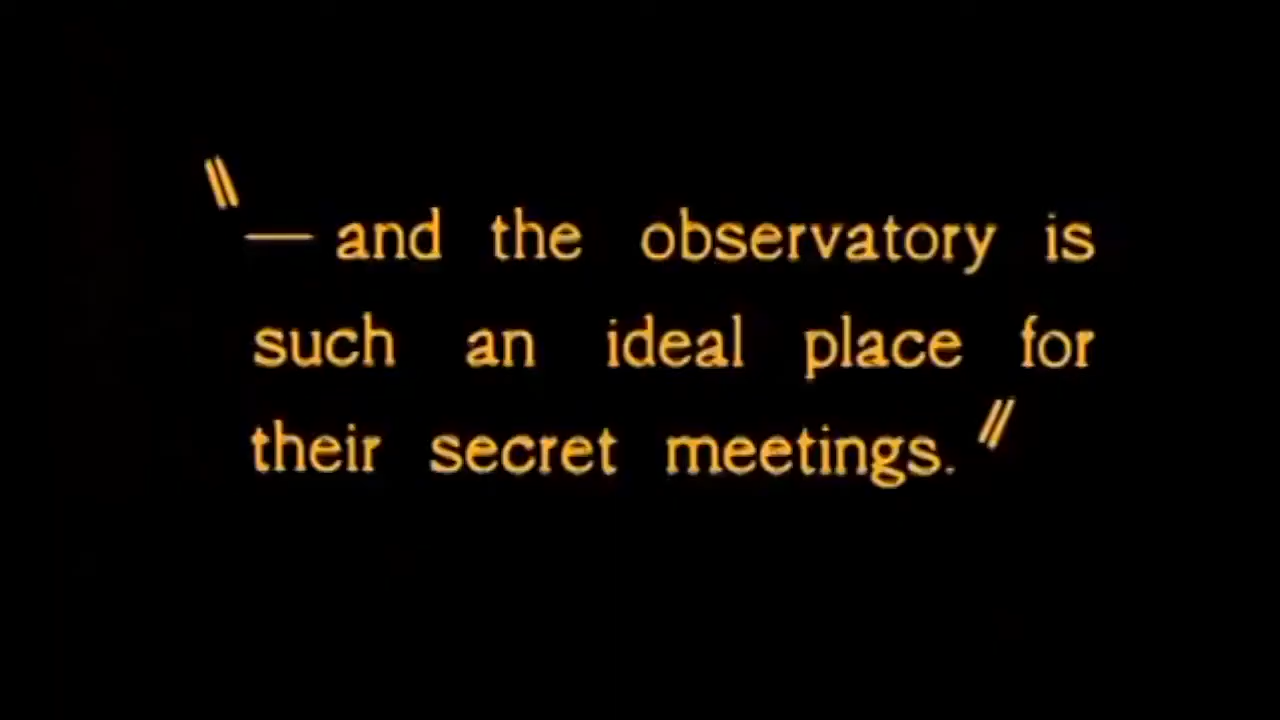 "— and the observatory is
such an ideal place for
their secret meetings."